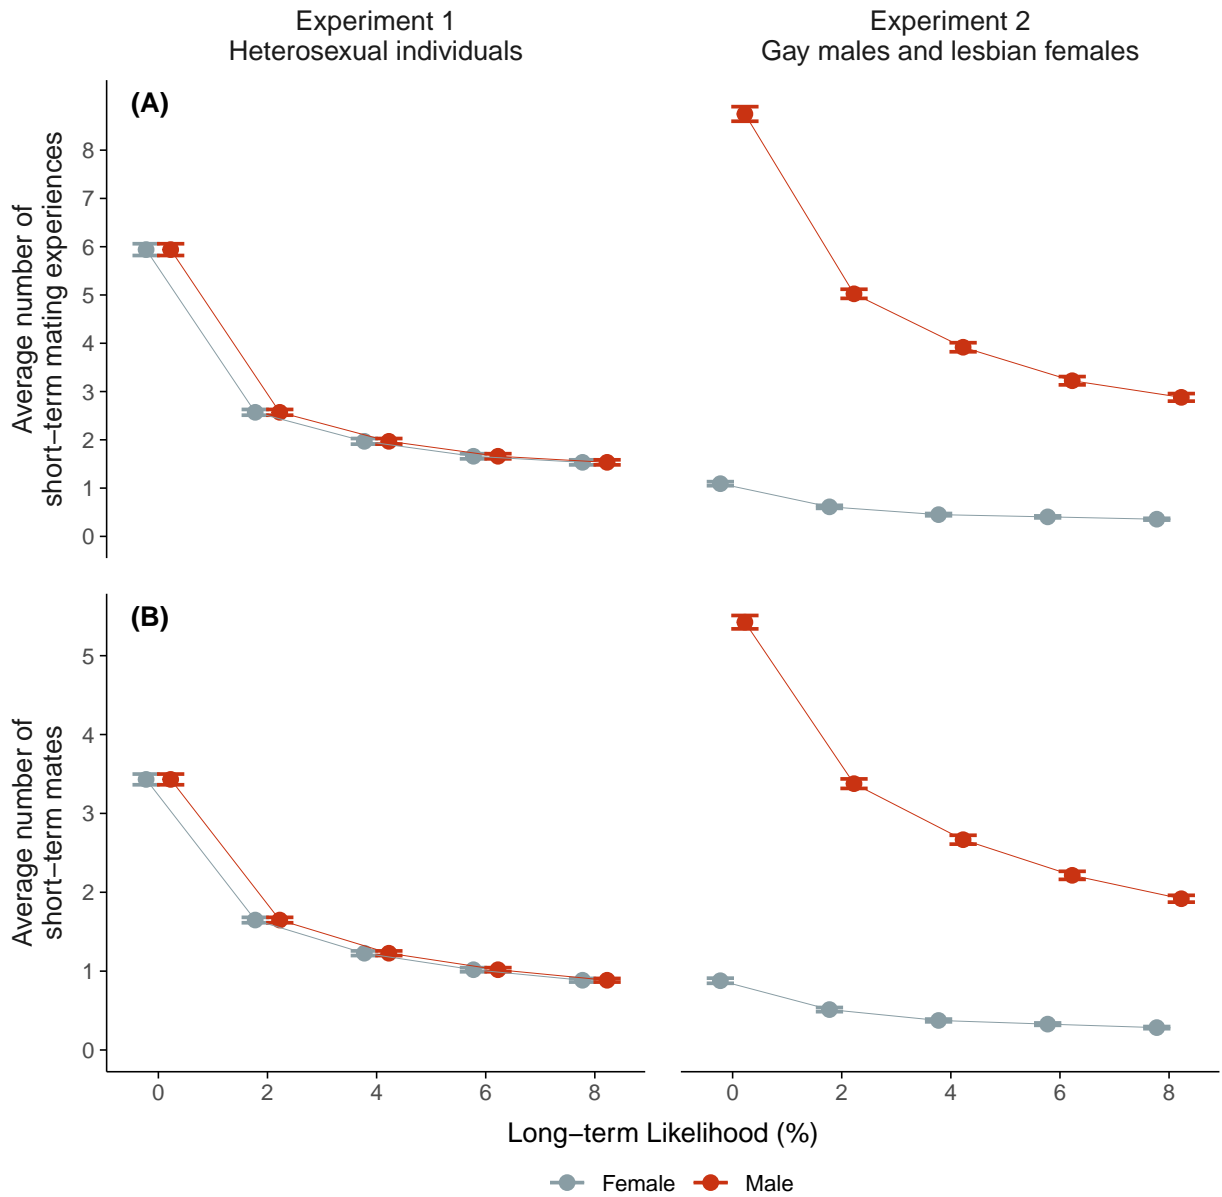 Experiment 1
Heterosexual individuals
Experiment 2
Gay males and lesbian females
(A)
Average number of
short−term mating experiences
8
7
6
5
4
3
2
1
0
(B)
Average number of
short−term mates
5
4
3
2
1
0
0 2 4 6 8
0 2 4 6 8
Long−term Likelihood (%)
Female Male